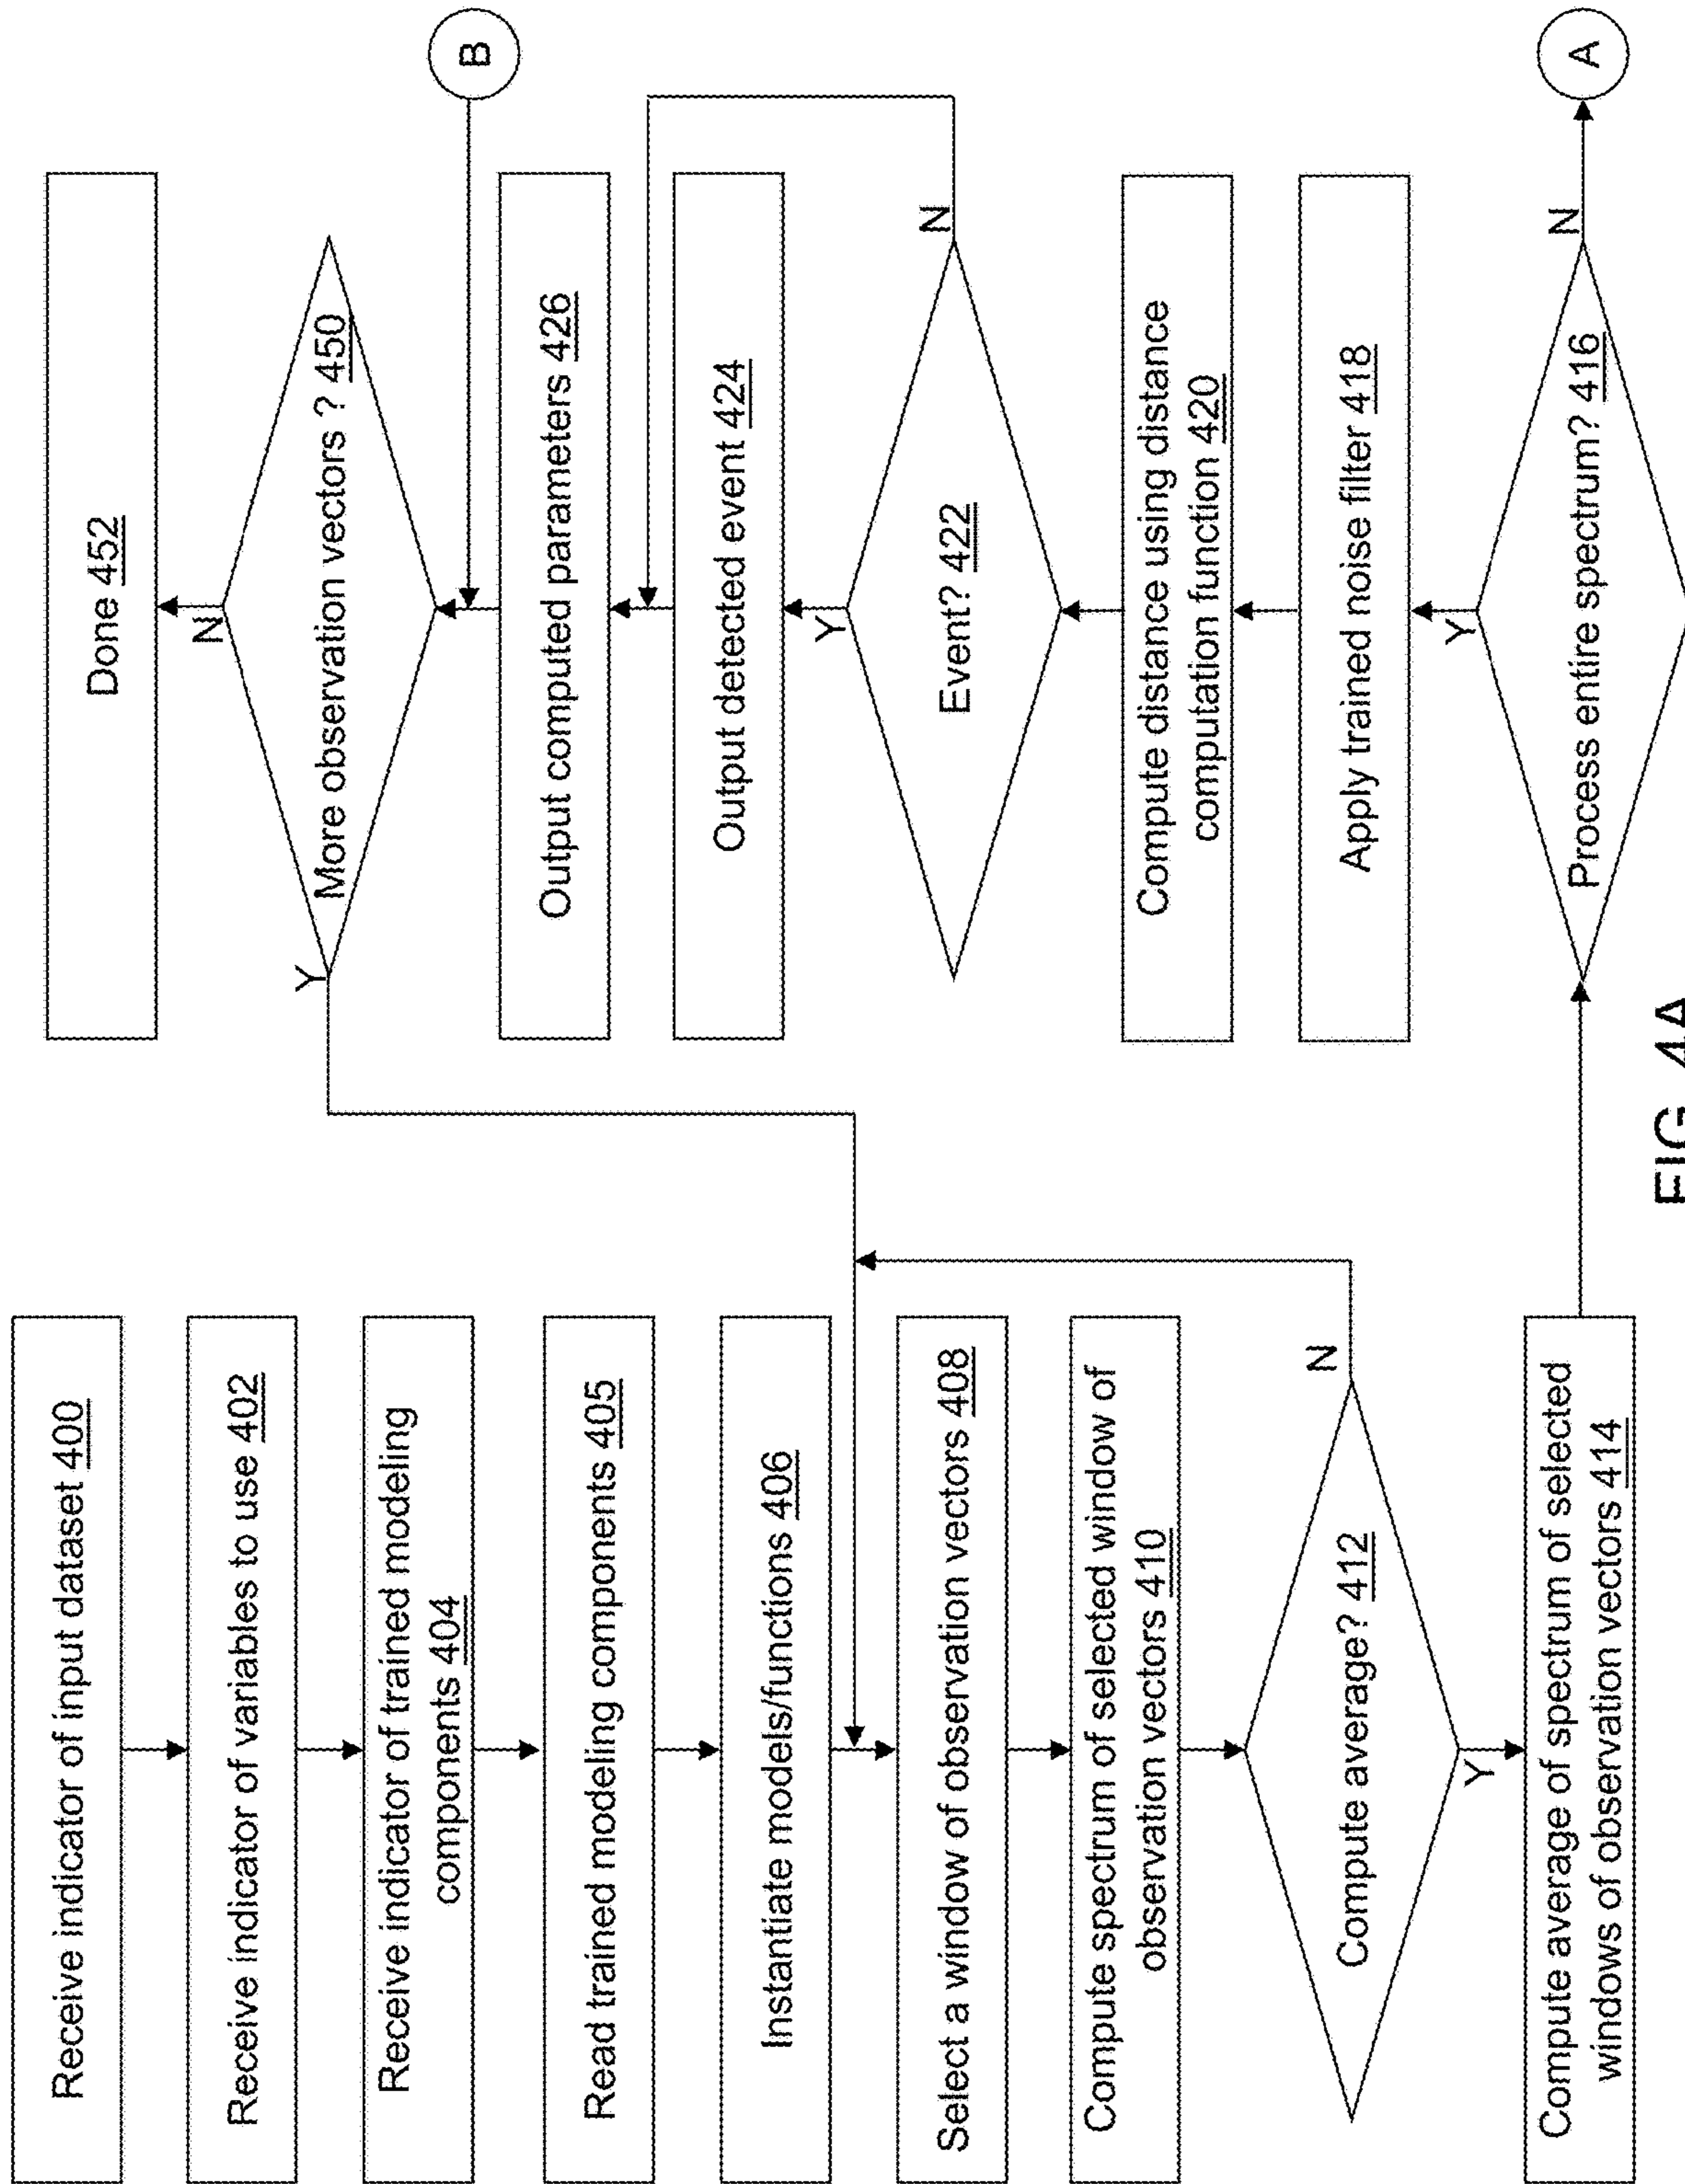 Receive indicator of input dataset 400
Receive indicator of variables to use 402
Receive indicator of trained modeling
components 404
Read trained modeling components 405
Instantiate models/functions 406
Select a window of observation vectors 408
Compute spectrum of selected window of
observation vectors 410
Compute average? 412
N
Y
Compute average of spectrum of selected
windows of observation vectors 414
Done 452
N
More observation vectors ? 450
Y
B
Output computed parameters 426
Output detected event 424
Y
Event? 422
N
Compute distance using distance
computation function 420
Apply trained noise filter 418
Y
Process entire spectrum? 416
N
A
FIG. 4A